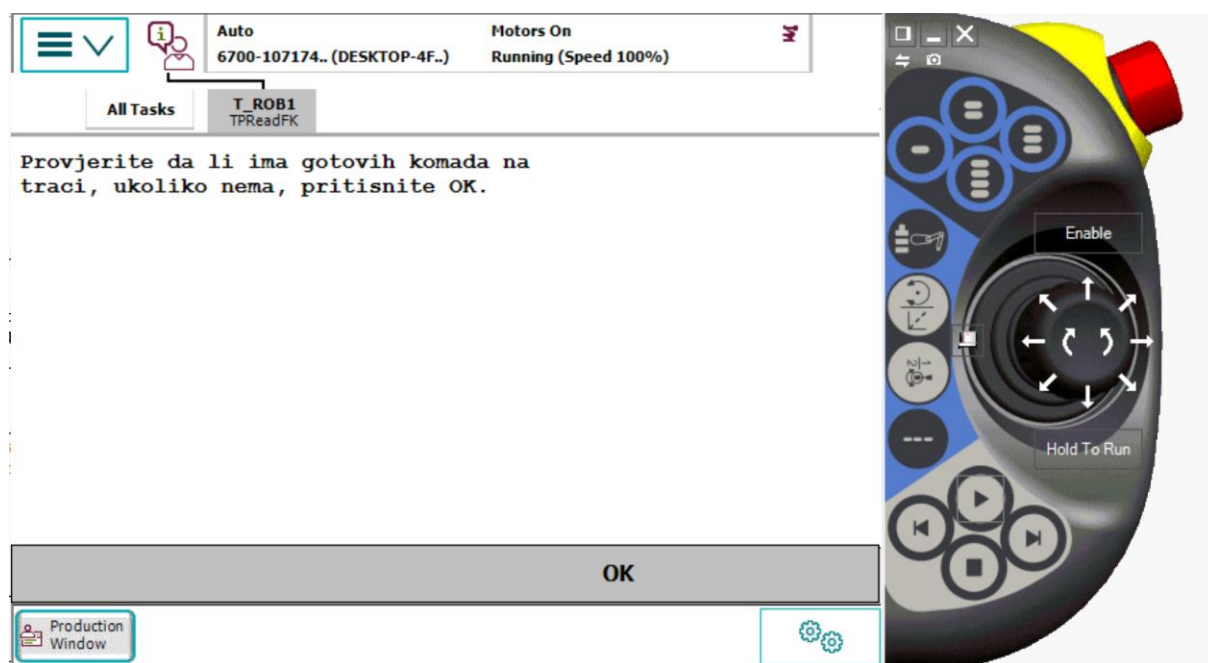 Auto
6700-107174.. (DESKTOP-4F..)
Motors On
Running (Speed 100%)
All Tasks
T_ROB1
TPReadFK
Provjerite da li ima gotovih komada na
traci, ukoliko nema, pritisnite OK.
OK
Production
Window
Enable
Hold To Run